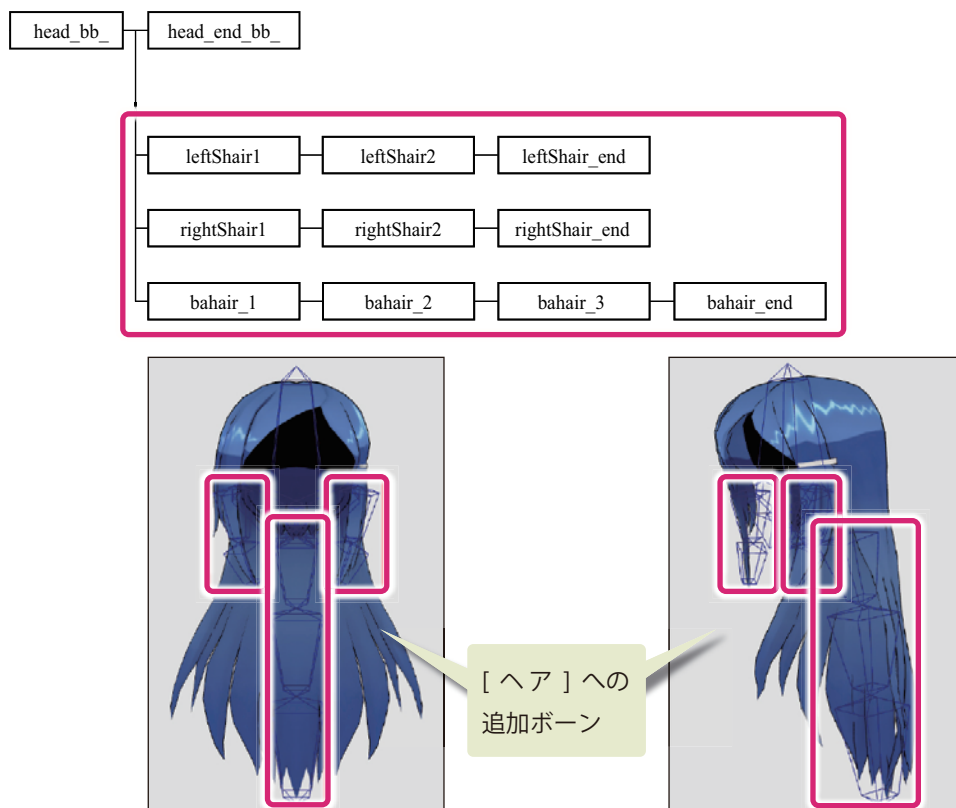 head_bb_ head_end_bb_
leftShair1 leftShair2 leftShair_end
rightShair1 rightShair2 rightShair_end
bahair_1 bahair_2 bahair_3 bahair_end
[ ヘア ] への
追加ボーン